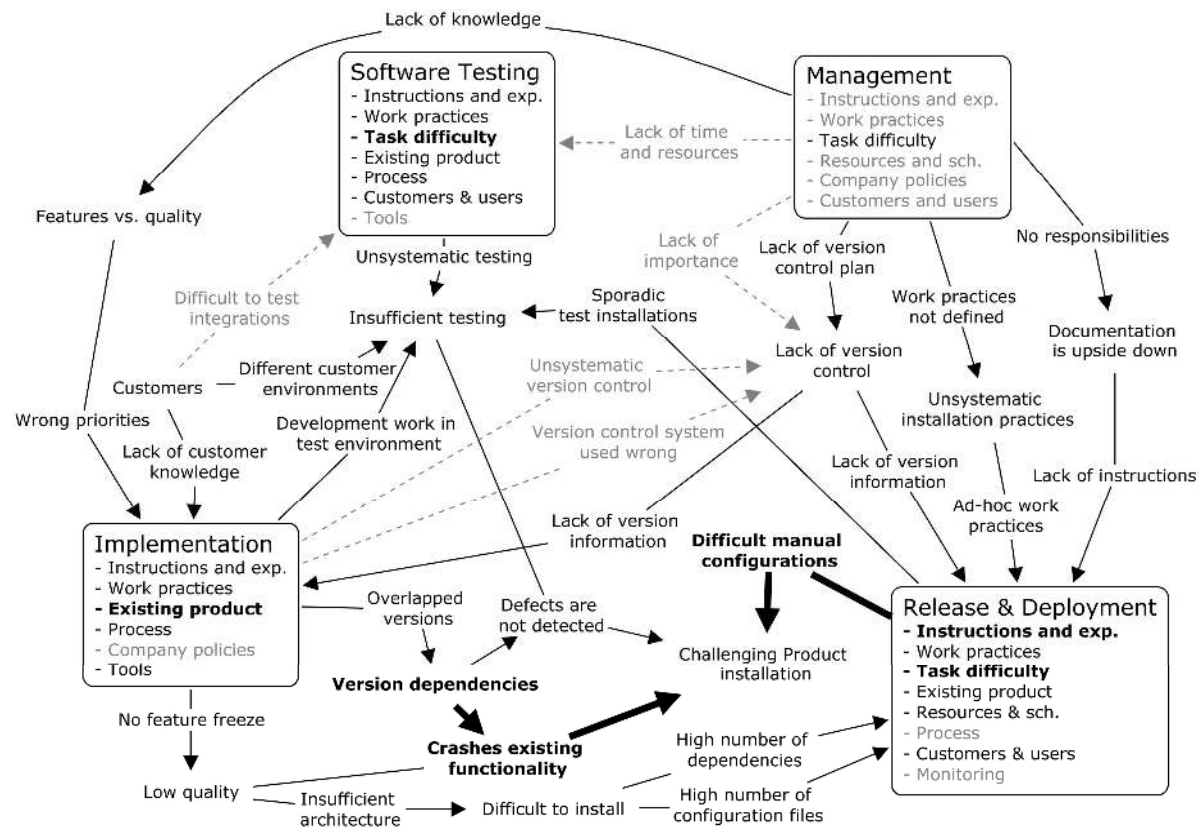 Lack of knowledge
Software Testing
- Instructions and exp.
- Work practices
- Task difficulty
- Existing product
- Process
- Customers & users
- Tools
Management
- Instructions and exp.
- Work practices
- Task difficulty
- Resources and sch.
- Company policies
- Customers and users
Lack of time
and resources
Features vs. quality
Unsystematic testing
Lack of
importance
Lack of version
control plan
No responsibilities
Difficult to test
integrations
Insufficient testing
Sporadic
test installations
Work practices
not defined
Documentation
is upside down
Customers
Different customer
environments
Unsystematic
version control
Lack of version
control
Wrong priorities
Development work in
test environment
Version control system
used wrong
Unsystematic
installation practices
Lack of customer
knowledge
Lack of version
information
Lack of instructions
Ad-hoc work
practices
Lack of version
information
Difficult manual
configurations
Implementation
- Instructions and exp.
- Work practices
- Existing product
- Process
- Company policies
- Tools
Overlapped
versions
Defects are
not detected
Challenging Product
installation
Release & Deployment
- Instructions and exp.
- Work practices
- Task difficulty
- Existing product
- Resources & sch.
- Process
- Customers & users
- Monitoring
Version dependencies
No feature freeze
Crashes existing
functionality
High number of
dependencies
Low quality
Insufficient
architecture
Difficult to install
High number of
configuration files